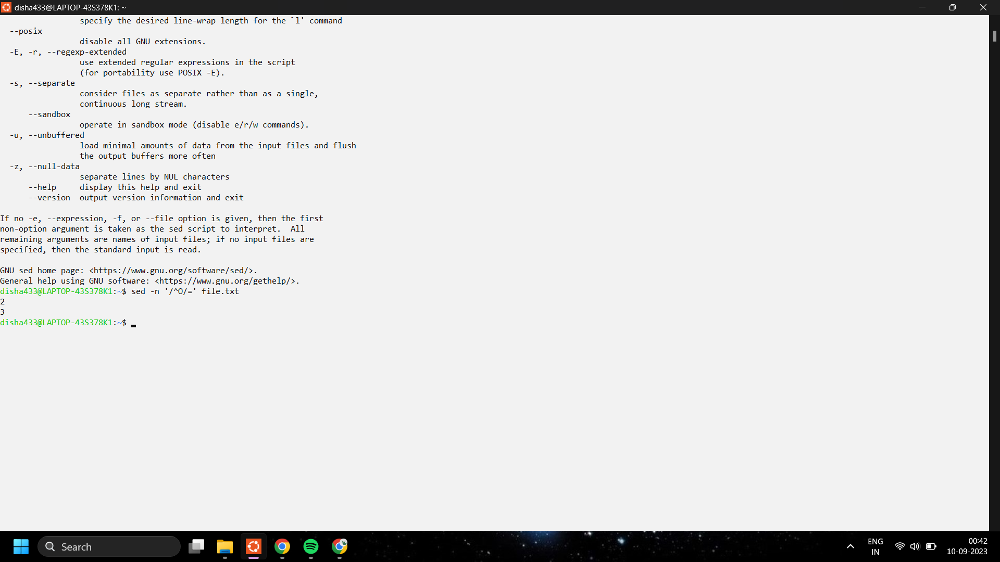 disha433@LAPTOP-43S378K1: ~
specify the desired line-wrap length for the `l' command
--posix
disable all GNU extensions.
-E, -r, --regexp-extended
use extended regular expressions in the script
(for portability use POSIX -E).
-s, --separate
consider files as separate rather than as a single,
continuous long stream.
--sandbox
operate in sandbox mode (disable e/r/w commands).
-u, --unbuffered
load minimal amounts of data from the input files and flush
the output buffers more often
-z, --null-data
separate lines by NUL characters
--help     display this help and exit
--version  output version information and exit
If no -e, --expression, -f, or --file option is given, then the first
non-option argument is taken as the sed script to interpret.  All
remaining arguments are names of input files; if no input files are
specified, then the standard input is read.
GNU sed home page: <https://www.gnu.org/software/sed/>.
General help using GNU software: <https://www.gnu.org/gethelp/>.
disha433@LAPTOP-43S378K1:~$ sed -n '/^O/=' file.txt
2
3
disha433@LAPTOP-43S378K1:~$
Search
ENG
IN
00:42
10-09-2023